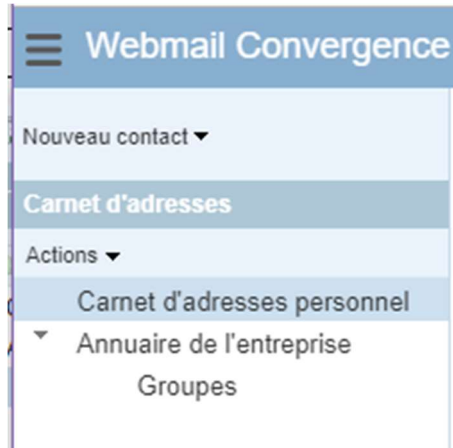 Webmail Convergence
Nouveau contact
Carnet d'adresses
Actions
Carnet d'adresses personnel
Annuaire de l'entreprise
Groupes